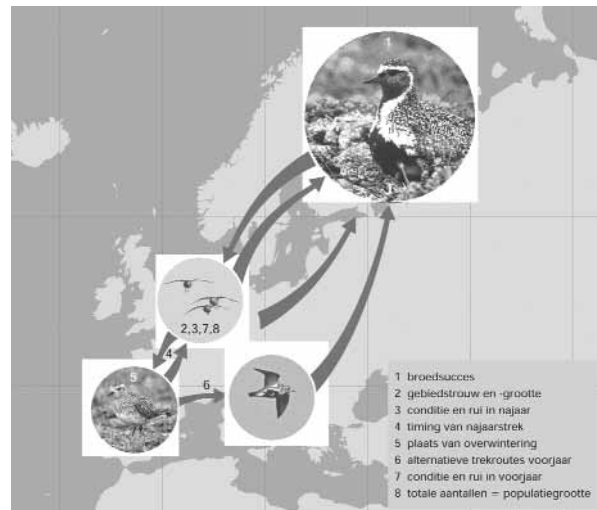 1
2,3,7,8
4
5
6
1 broedsucces
2 gebiedstrouw en -grootte
3 conditie en rui in najaar
4 timing van najaarstrek
5 plaats van overwintering
6 alternatieve trekroutes voorjaar
7 conditie en rui in voorjaar
8 totale aantallen = populatiegrootte